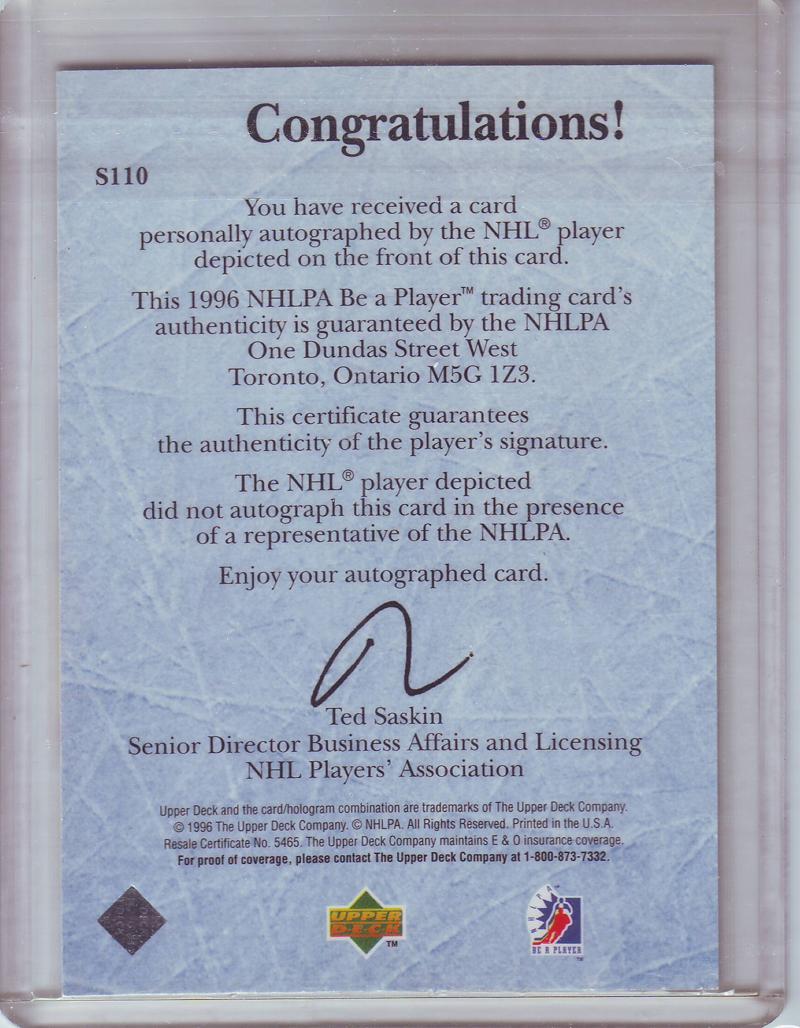 Congratulations!
S110
You have received a card
personally autographed by the NHL® player
depicted on the front of this card.
This 1996 NHLPA Be a Player™ trading card's
authenticity is guaranteed by the NHLPA
One Dundas Street West
Toronto, Ontario M5G 1Z3.
This certificate guarantees
the authenticity of the player's signature.
The NHL® player depicted
did not autograph this card in the presence
of a representative of the NHLPA.
Enjoy your autographed card.
Ted Saskin
Senior Director Business Affairs and Licensing
NHL Players' Association
Upper Deck and the card/hologram combination are trademarks of The Upper Deck Company.
© 1996 The Upper Deck Company. © NHLPA. All Rights Reserved. Printed in the U.S.A.
Resale Certificate No. 5465. The Upper Deck Company maintains E & O insurance coverage.
For proof of coverage, please contact The Upper Deck Company at 1-800-873-7332.
UPPER
DECK
TM
NHLPA
BE A PLAYER
TM